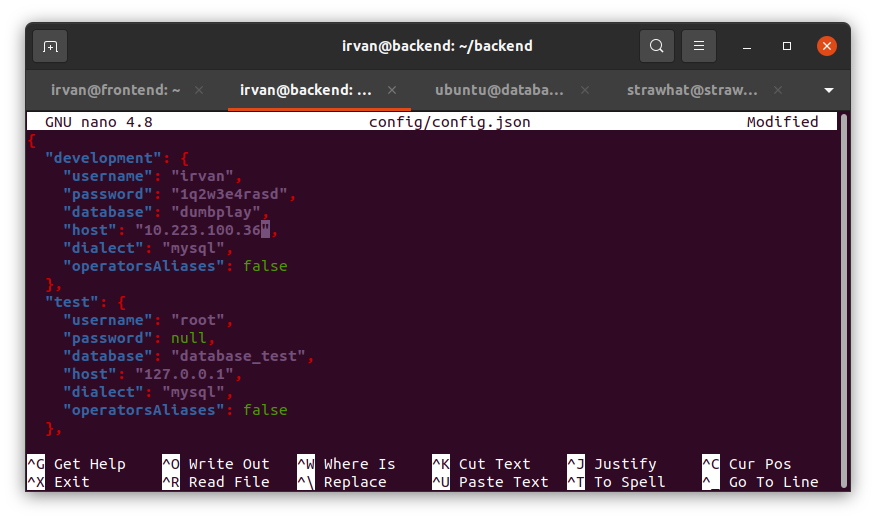 irvan@backend: ~/backend
irvan@frontend: ~ irvan@backend: ... ubuntu@databa... strawhat@straw...
GNU nano 4.8 config/config.json Modified
{
  "development": {
    "username": "irvan",
    "password": "1q2w3e4rasd",
    "database": "dumbplay",
    "host": "10.223.100.36",
    "dialect": "mysql",
    "operatorsAliases": false
  },
  "test": {
    "username": "root",
    "password": null,
    "database": "database_test",
    "host": "127.0.0.1",
    "dialect": "mysql",
    "operatorsAliases": false
  },
^G Get Help ^O Write Out ^W Where Is ^K Cut Text ^J Justify ^C Cur Pos
^X Exit ^R Read File ^\ Replace ^U Paste Text ^T To Spell ^_ Go To Line